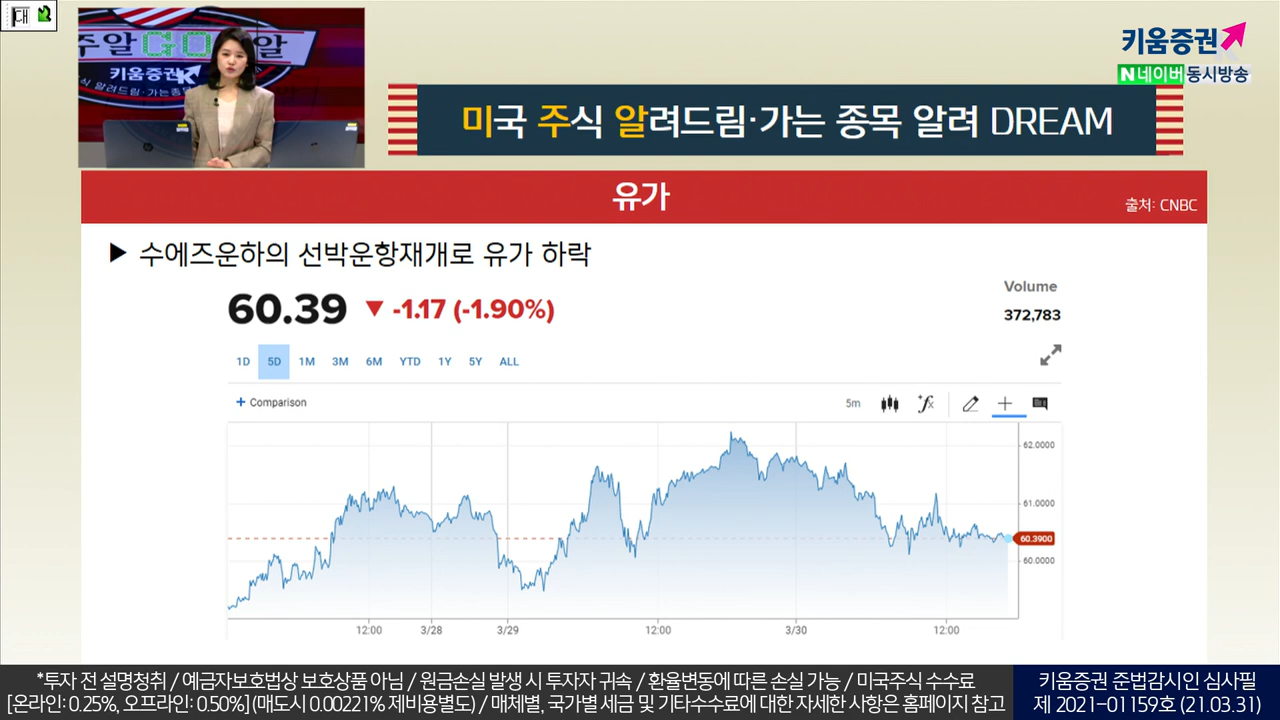 대
주알GO알
키움증권
주식 알려드림·가는종목
키움증권
N 네이버 동시방송
미국 주식 알려드림·가는 종목 알려 DREAM
유가
출처: CNBC
▶ 수에즈운하의 선박운항재개로 유가 하락
60.39 ▼ -1.17 (-1.90%)
Volume
372,783
1D 5D 1M 3M 6M YTD 1Y 5Y ALL
+ Comparison
5m
62.0000
61.0000
60.3900
60.0000
12:00 3/28 3/29 12:00 3/30 12:00
*투자 전 설명청취 / 예금자보호법상 보호상품 아님 / 원금손실 발생 시 투자자 귀속 / 환율변동에 따른 손실 가능 / 미국주식 수수료
[온라인: 0.25%, 오프라인: 0.50%] (매도시 0.00221% 제비용별도) / 매체별, 국가별 세금 및 기타수수료에 대한 자세한 사항은 홈페이지 참고
키움증권 준법감시인 심사필
제 2021-01159호 (21.03.31)